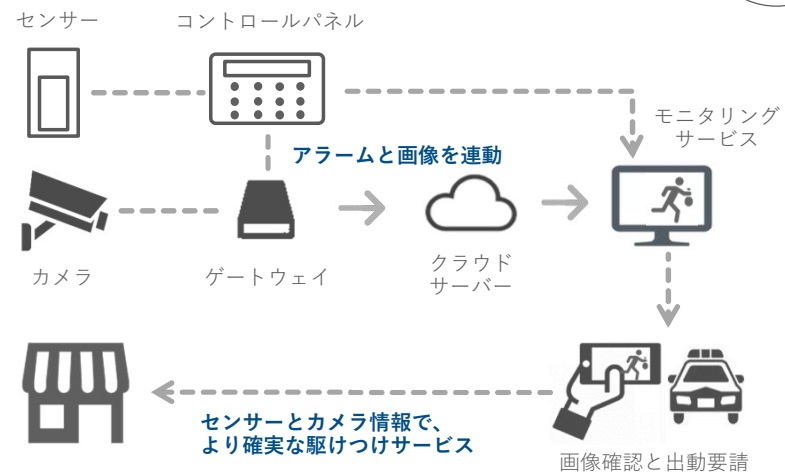 センサー
コントロールパネル
モニタリング
サービス
アラームと画像を連動
カメラ
ゲートウェイ
クラウド
サーバー
センサーとカメラ情報で、
より確実な駆けつけサービス
画像確認と出動要請